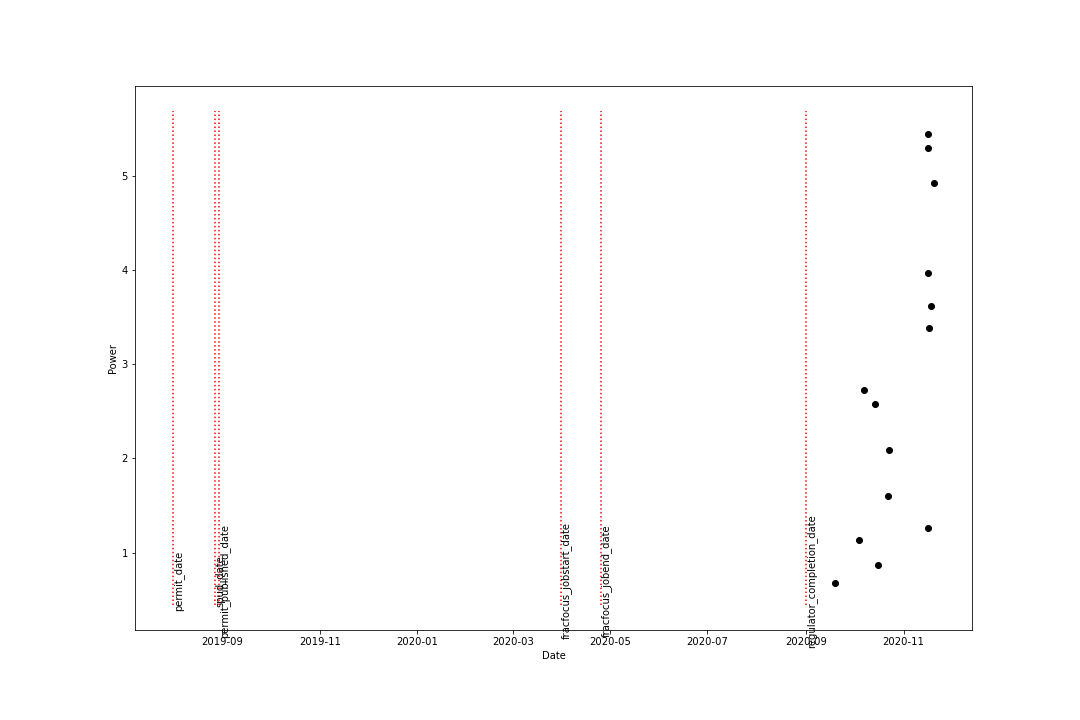 5
4
3
2
1
Power
permit_date
spud_date
permit_published_date
fracfocus_jobstart_date
fracfocus_jobend_date
regulator_completion_date
2019-09
2019-11
2020-01
2020-03
2020-05
2020-07
2020-09
2020-11
Date